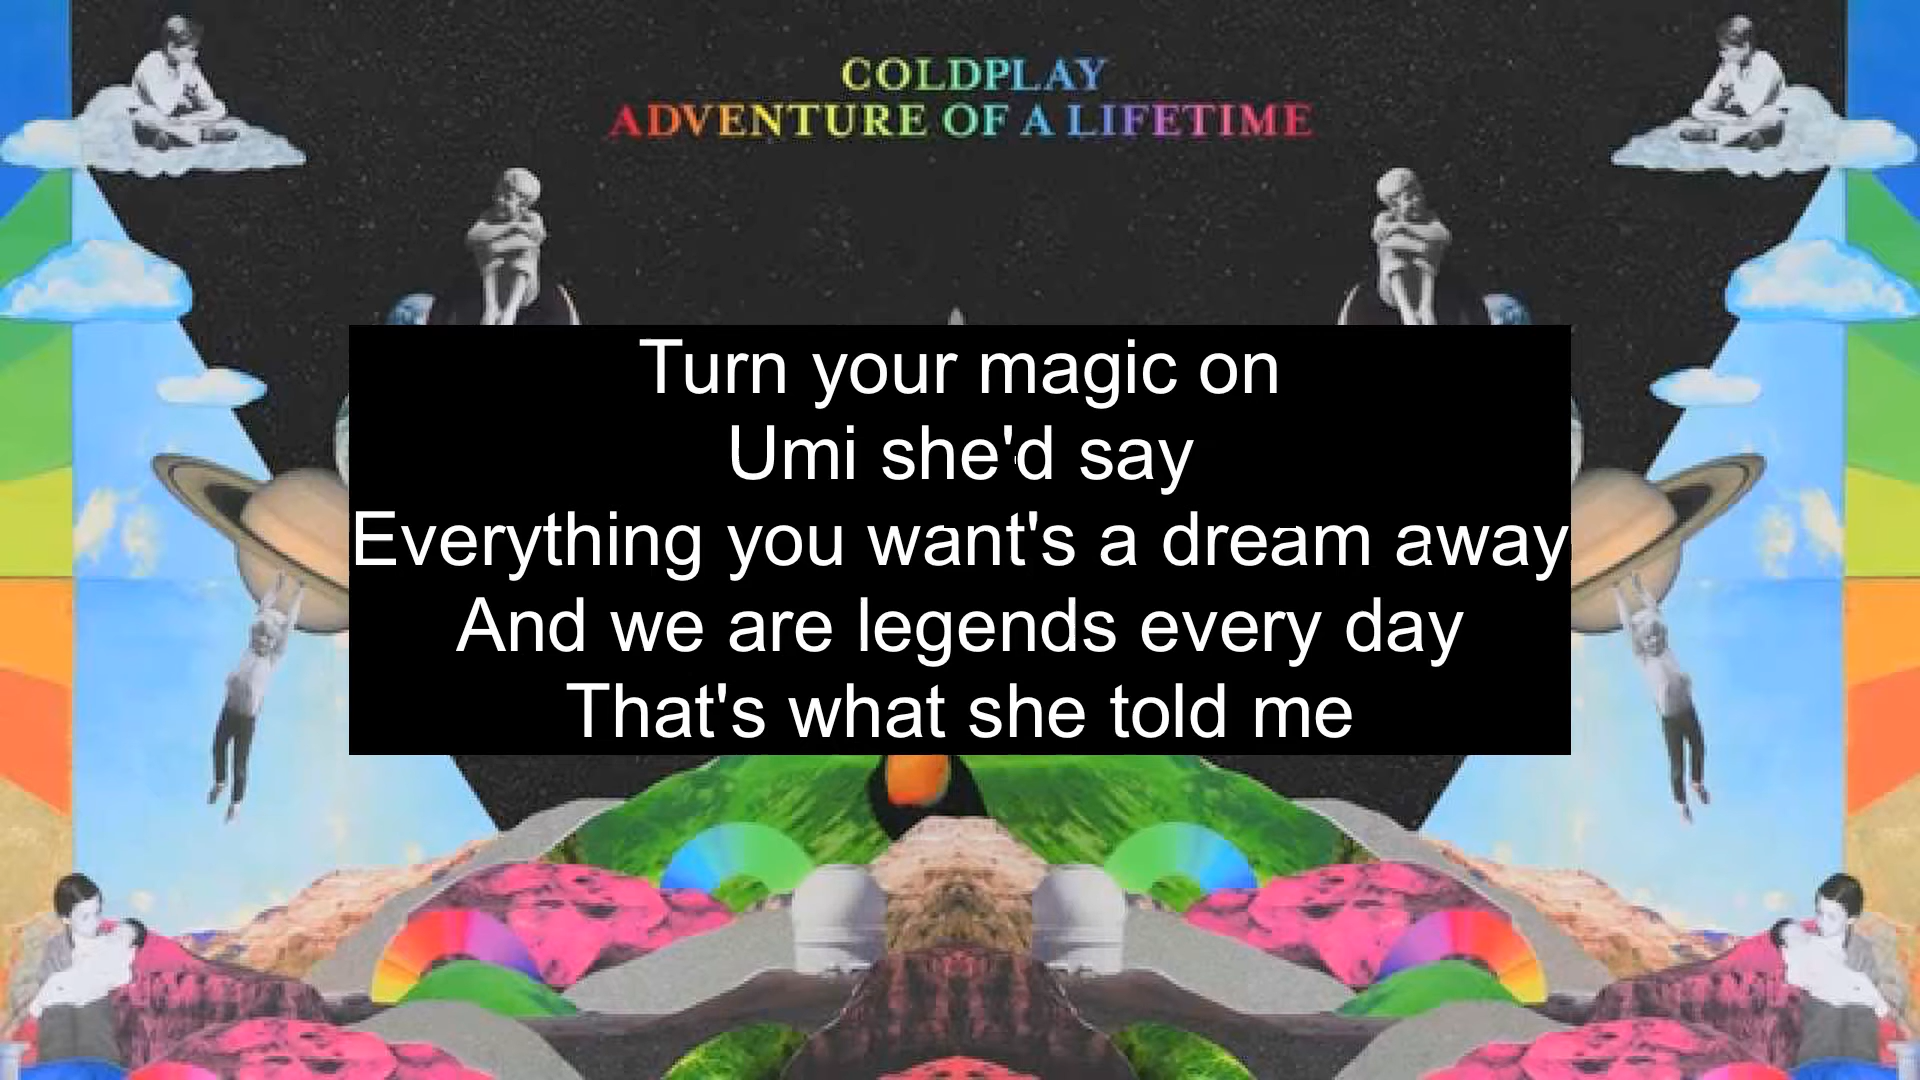 COLDPLAY
ADVENTURE OF A LIFETIME
Turn your magic on
Umi she'd say
Everything you want's a dream away
And we are legends every day
That's what she told me